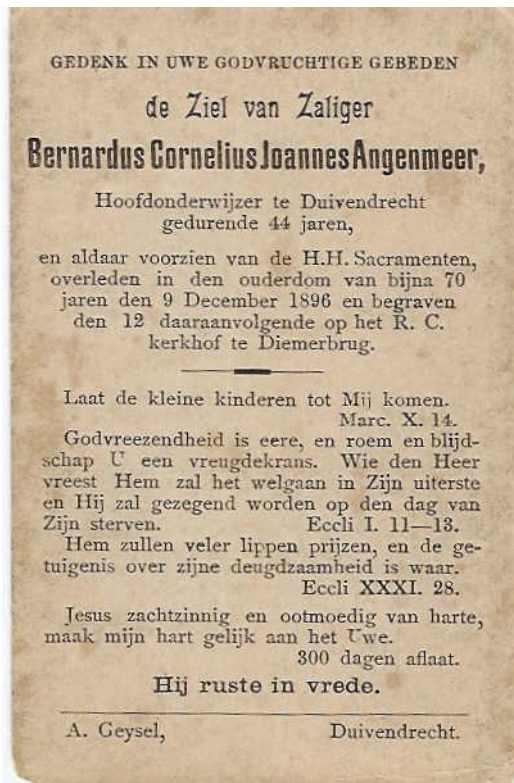 GEDENK IN UWE GODVRUCHTIGE GEBEDEN
de Ziel van Zaliger
Bernardus Cornelius Joannes Angenmeer,
Hoofdonderwijzer te Duivendrecht
gedurende 44 jaren,
en aldaar voorzien van de H.H. Sacramenten,
overleden in den ouderdom van bijna 70
jaren den 9 December 1896 en begraven
den 12 daaraanvolgende op het R. C.
kerkhof te Diemerbrug.
Laat de kleine kinderen tot Mij komen.
Marc. X. 14.
Godvreezendheid is eere, en roem en blijd-
schap U een vreugdekrans. Wie den Heer
vreest Hem zal het welgaan in Zijn uiterste
en Hij zal gezegend worden op den dag van
Zijn sterven. Eccli I. 11—13.
Hem zullen veler lippen prijzen, en de ge-
tuigenis over zijne deugdzaamheid is waar.
Eccli XXXI. 28.
Jesus zachtzinnig en ootmoedig van harte,
maak mijn hart gelijk aan het Uwe.
300 dagen aflaat.
Hij ruste in vrede.
A. Geysel, Duivendrecht.